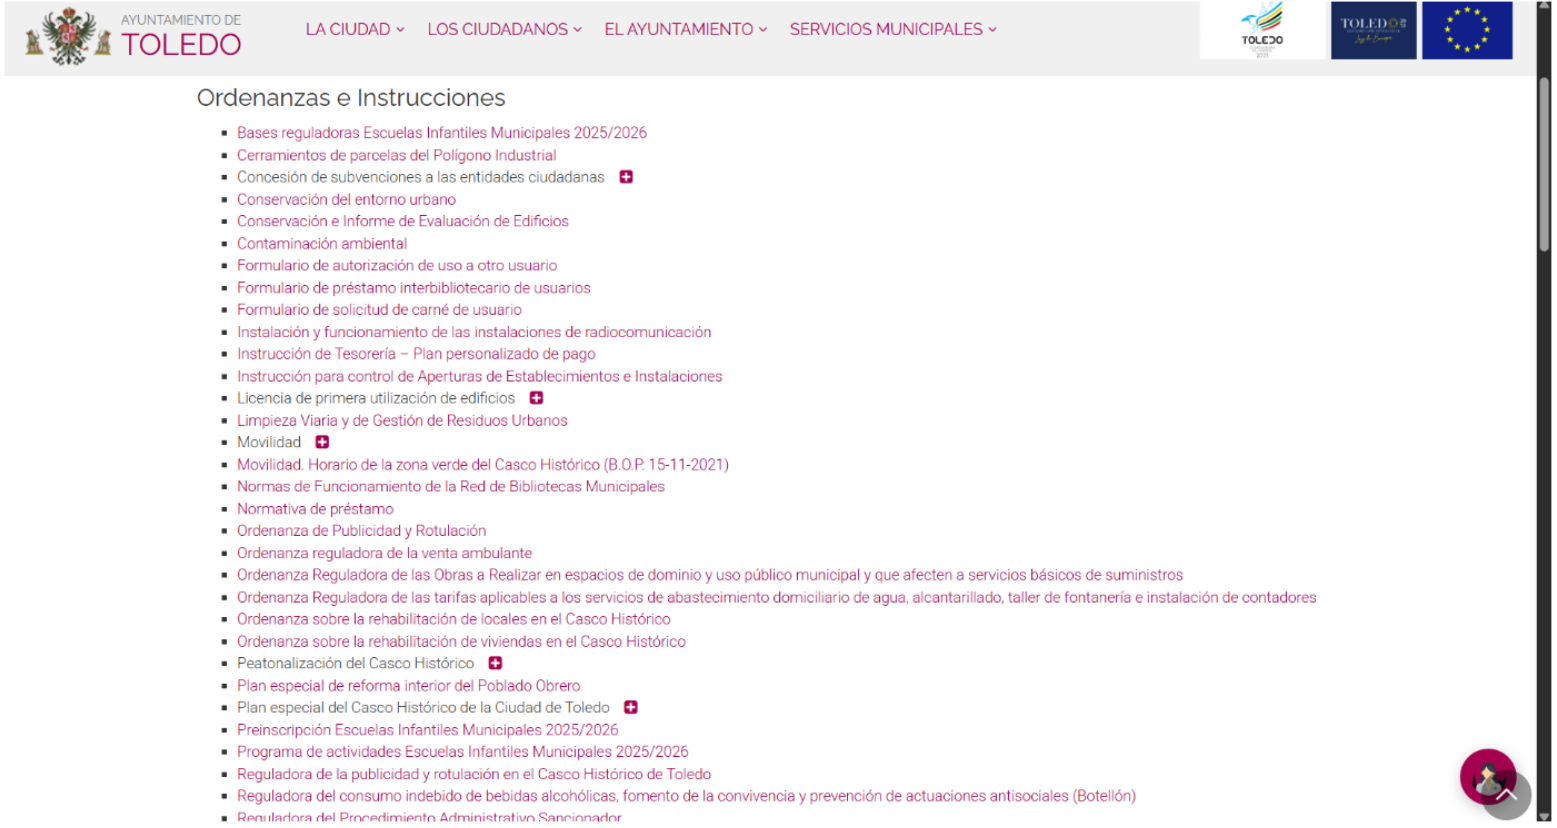 AYUNTAMIENTO DE
TOLEDO
LA CIUDAD
LOS CIUDADANOS
EL AYUNTAMIENTO
SERVICIOS MUNICIPALES
TOLEDO
TOLEDO
Ordenanzas e Instrucciones
Bases reguladoras Escuelas Infantiles Municipales 2025/2026
Cerramientos de parcelas del Polígono Industrial
Concesión de subvenciones a las entidades ciudadanas
Conservación del entorno urbano
Conservación e Informe de Evaluación de Edificios
Contaminación ambiental
Formulario de autorización de uso a otro usuario
Formulario de préstamo interbibliotecario de usuarios
Formulario de solicitud de carné de usuario
Instalación y funcionamiento de las instalaciones de radiocomunicación
Instrucción de Tesorería – Plan personalizado de pago
Instrucción para control de Aperturas de Establecimientos e Instalaciones
Licencia de primera utilización de edificios
Limpieza Viaria y de Gestión de Residuos Urbanos
Movilidad
Movilidad. Horario de la zona verde del Casco Histórico (B.O.P. 15-11-2021)
Normas de Funcionamiento de la Red de Bibliotecas Municipales
Normativa de préstamo
Ordenanza de Publicidad y Rotulación
Ordenanza reguladora de la venta ambulante
Ordenanza Reguladora de las Obras a Realizar en espacios de dominio y uso público municipal y que afecten a servicios básicos de suministros
Ordenanza Reguladora de las tarifas aplicables a los servicios de abastecimiento domiciliario de agua, alcantarillado, taller de fontanería e instalación de contadores
Ordenanza sobre la rehabilitación de locales en el Casco Histórico
Ordenanza sobre la rehabilitación de viviendas en el Casco Histórico
Peatonalización del Casco Histórico
Plan especial de reforma interior del Poblado Obrero
Plan especial del Casco Histórico de la Ciudad de Toledo
Preinscripción Escuelas Infantiles Municipales 2025/2026
Programa de actividades Escuelas Infantiles Municipales 2025/2026
Reguladora de la publicidad y rotulación en el Casco Histórico de Toledo
Reguladora del consumo indebido de bebidas alcohólicas, fomento de la convivencia y prevención de actuaciones antisociales (Botellón)
Reguladora del Procedimiento Administrativo Sancionador